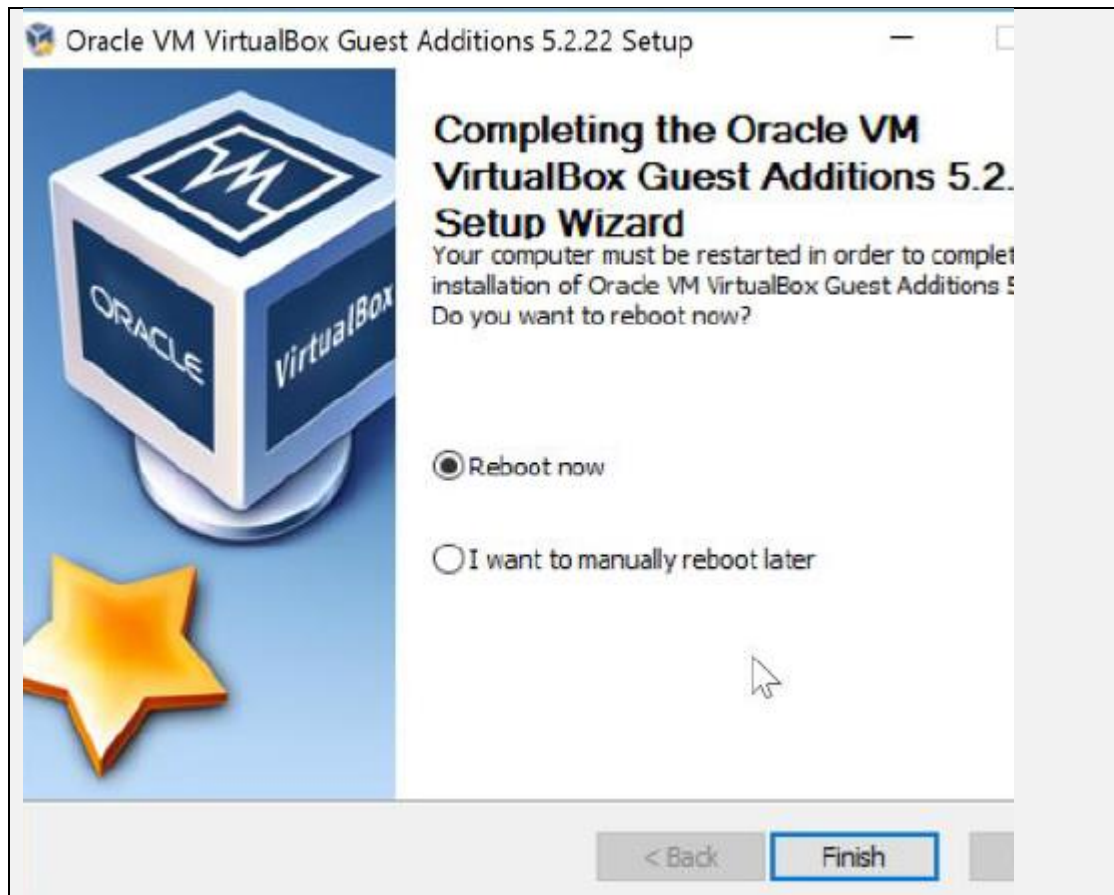 Oracle VM VirtualBox Guest Additions 5.2.22 Setup
Completing the Oracle VM
VirtualBox Guest Additions 5.2.
Setup Wizard
Your computer must be restarted in order to complet
installation of Oracle VM VirtualBox Guest Additions 5
Do you want to reboot now?
ORACLE
VirtualBox
Reboot now
I want to manually reboot later
< Back
Finish